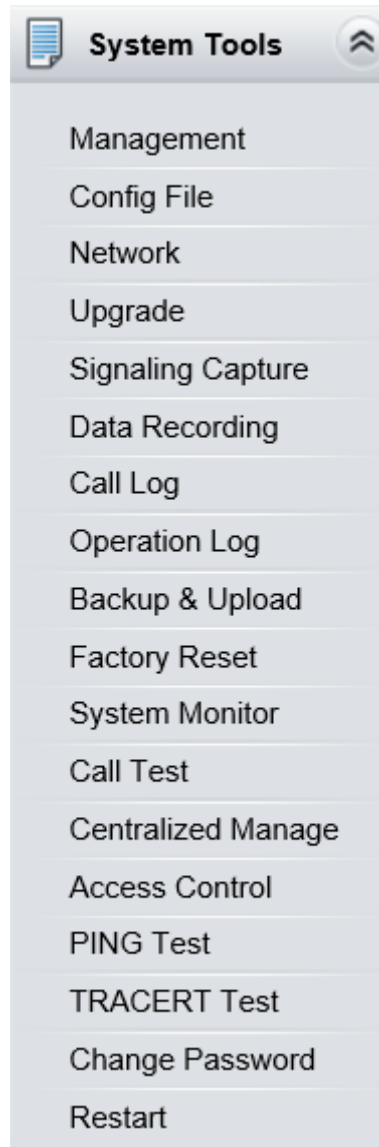 System Tools
Management
Config File
Network
Upgrade
Signaling Capture
Data Recording
Call Log
Operation Log
Backup & Upload
Factory Reset
System Monitor
Call Test
Centralized Manage
Access Control
PING Test
TRACERT Test
Change Password
Restart